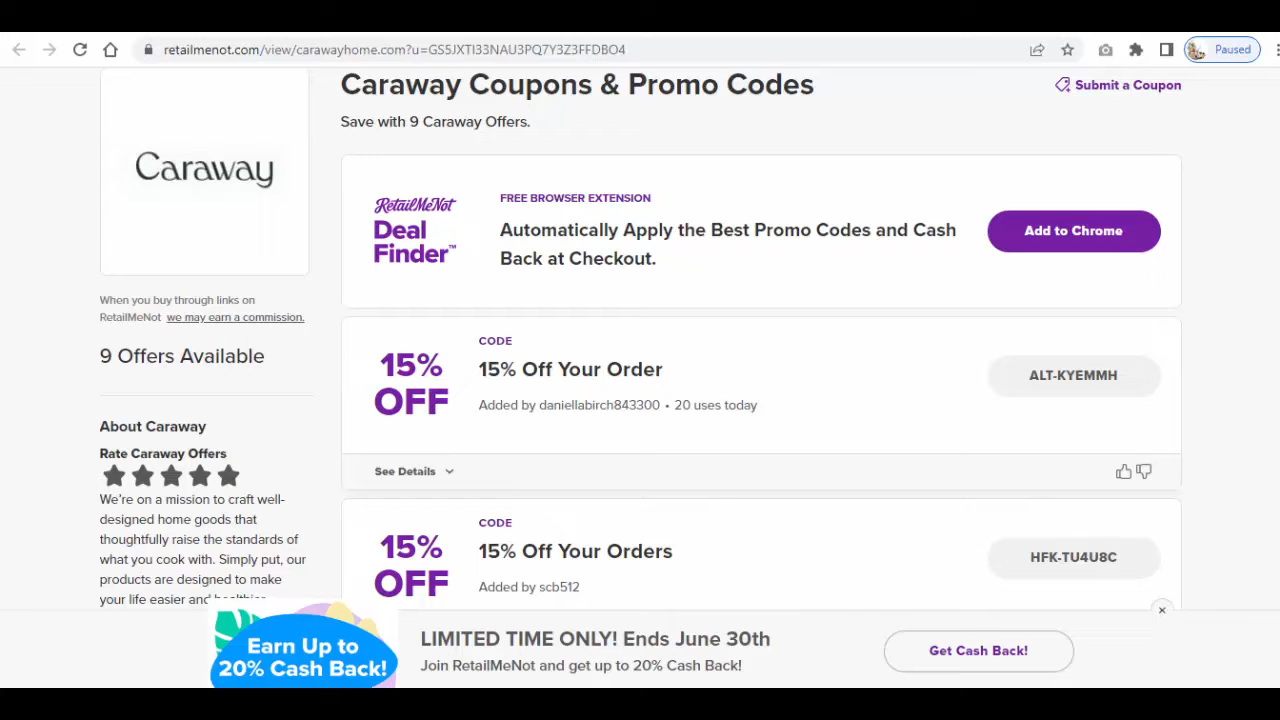 retailmenot.com/view/carawayhome.com?u=GS5JXTI33NAU3PQ7Y3Z3FFDBO4
Paused
Caraway Coupons & Promo Codes
Submit a Coupon
Save with 9 Caraway Offers.
Caraway
RetailMeNot
Deal
Finder™
FREE BROWSER EXTENSION
Automatically Apply the Best Promo Codes and Cash
Back at Checkout.
Add to Chrome
When you buy through links on
RetailMeNot we may earn a commission.
9 Offers Available
About Caraway
Rate Caraway Offers
We're on a mission to craft well-
designed home goods that
thoughtfully raise the standards of
what you cook with. Simply put, our
products are designed to make
your life easier and healthier
15%
OFF
CODE
15% Off Your Order
Added by daniellabirch843300 • 20 uses today
ALT-KYEMMH
See Details
15%
OFF
CODE
15% Off Your Orders
Added by scb512
HFK-TU4U8C
Earn Up to
20% Cash Back!
LIMITED TIME ONLY! Ends June 30th
Join RetailMeNot and get up to 20% Cash Back!
Get Cash Back!